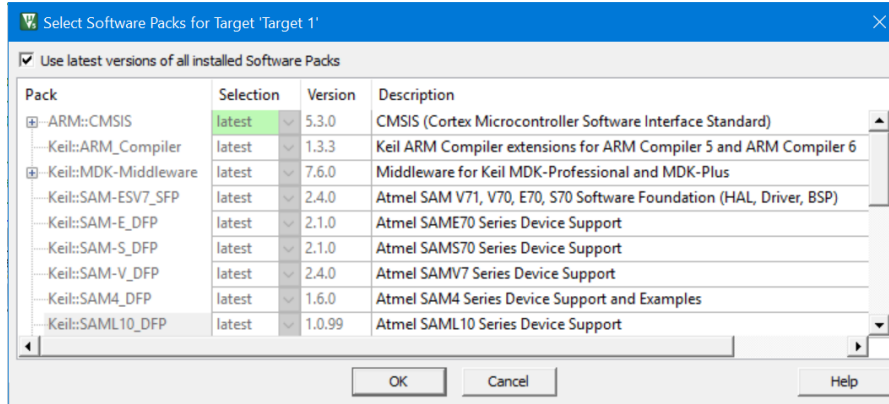 Select Software Packs for Target 'Target 1'
Use latest versions of all installed Software Packs
Pack Selection Version Description
ARM::CMSIS latest 5.3.0 CMSIS (Cortex Microcontroller Software Interface Standard)
Keil::ARM_Compiler latest 1.3.3 Keil ARM Compiler extensions for ARM Compiler 5 and ARM Compiler 6
Keil::MDK-Middleware latest 7.6.0 Middleware for Keil MDK-Professional and MDK-Plus
Keil::SAM-ESV7_SFP latest 2.4.0 Atmel SAM V71, V70, E70, S70 Software Foundation (HAL, Driver, BSP)
Keil::SAM-E_DFP latest 2.1.0 Atmel SAME70 Series Device Support
Keil::SAM-S_DFP latest 2.1.0 Atmel SAMS70 Series Device Support
Keil::SAM-V_DFP latest 2.4.0 Atmel SAMV7 Series Device Support
Keil::SAM4_DFP latest 1.6.0 Atmel SAM4 Series Device Support and Examples
Keil::SAML10_DFP latest 1.0.99 Atmel SAML10 Series Device Support
OK Cancel Help